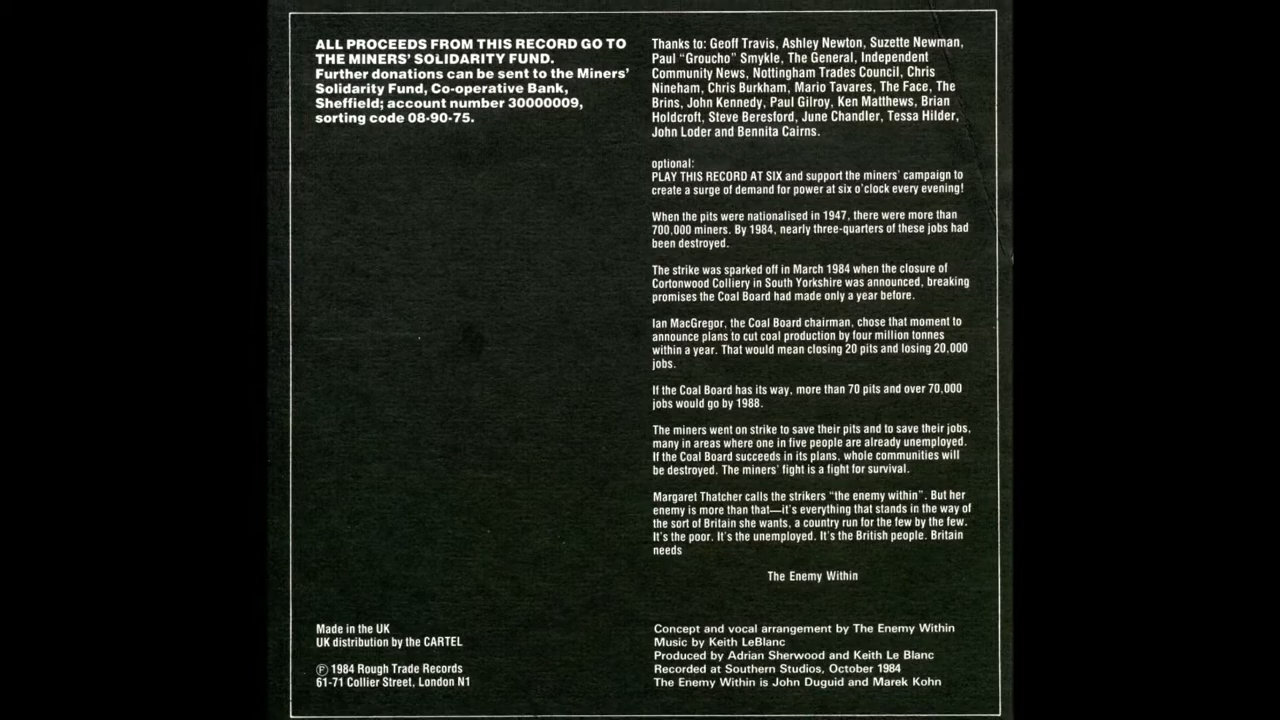 ALL PROCEEDS FROM THIS RECORD GO TO
THE MINERS' SOLIDARITY FUND.
Further donations can be sent to the Miners'
Solidarity Fund, Co-operative Bank,
Sheffield; account number 30000009,
sorting code 08-90-75.
Thanks to: Geoff Travis, Ashley Newton, Suzette Newman,
Paul “Groucho” Smykle, The General, Independent
Community News, Nottingham Trades Council, Chris
Nineham, Chris Burkham, Mario Tavares, The Face, The
Brins, John Kennedy, Paul Gilroy, Ken Matthews, Brian
Holdcroft, Steve Beresford, June Chandler, Tessa Hilder,
John Loder and Bennita Cairns.
optional:
PLAY THIS RECORD AT SIX and support the miners' campaign to
create a surge of demand for power at six o'clock every evening!
When the pits were nationalised in 1947, there were more than
700,000 miners. By 1984, nearly three-quarters of these jobs had
been destroyed.
The strike was sparked off in March 1984 when the closure of
Cortonwood Colliery in South Yorkshire was announced, breaking
promises the Coal Board had made only a year before.
Ian MacGregor, the Coal Board chairman, chose that moment to
announce plans to cut coal production by four million tonnes
within a year. That would mean closing 20 pits and losing 20,000
jobs.
If the Coal Board has its way, more than 70 pits and over 70,000
jobs would go by 1988.
The miners went on strike to save their pits and to save their jobs,
many in areas where one in five people are already unemployed.
If the Coal Board succeeds in its plans, whole communities will
be destroyed. The miners' fight is a fight for survival.
Margaret Thatcher calls the strikers “the enemy within”. But her
enemy is more than that—it's everything that stands in the way of
the sort of Britain she wants, a country run for the few by the few.
It's the poor. It's the unemployed. It's the British people. Britain
needs
The Enemy Within
Made in the UK
UK distribution by the CARTEL
℗ 1984 Rough Trade Records
61-71 Collier Street, London N1
Concept and vocal arrangement by The Enemy Within
Music by Keith LeBlanc
Produced by Adrian Sherwood and Keith Le Blanc
Recorded at Southern Studios, October 1984
The Enemy Within is John Duguid and Marek Kohn